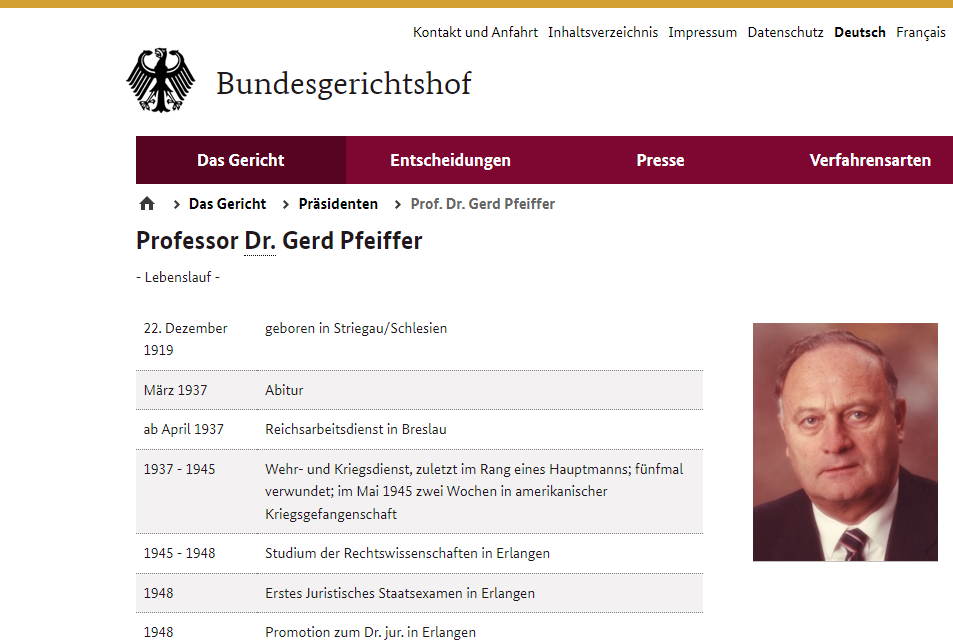 Kontakt und Anfahrt Inhaltsverzeichnis Impressum Datenschutz Deutsch Français
Bundesgerichtshof
Das Gericht Entscheidungen Presse Verfahrensarten
Das Gericht Präsidenten Prof. Dr. Gerd Pfeiffer
Professor Dr. Gerd Pfeiffer
- Lebenslauf -
22. Dezember
1919
geboren in Striegau/Schlesien
März 1937 Abitur
ab April 1937 Reichsarbeitsdienst in Breslau
1937 - 1945 Wehr- und Kriegsdienst, zuletzt im Rang eines Hauptmanns; fünfmal
verwundet; im Mai 1945 zwei Wochen in amerikanischer
Kriegsgefangenschaft
1945 - 1948 Studium der Rechtswissenschaften in Erlangen
1948 Erstes Juristisches Staatsexamen in Erlangen
1948 Promotion zum Dr. jur. in Erlangen